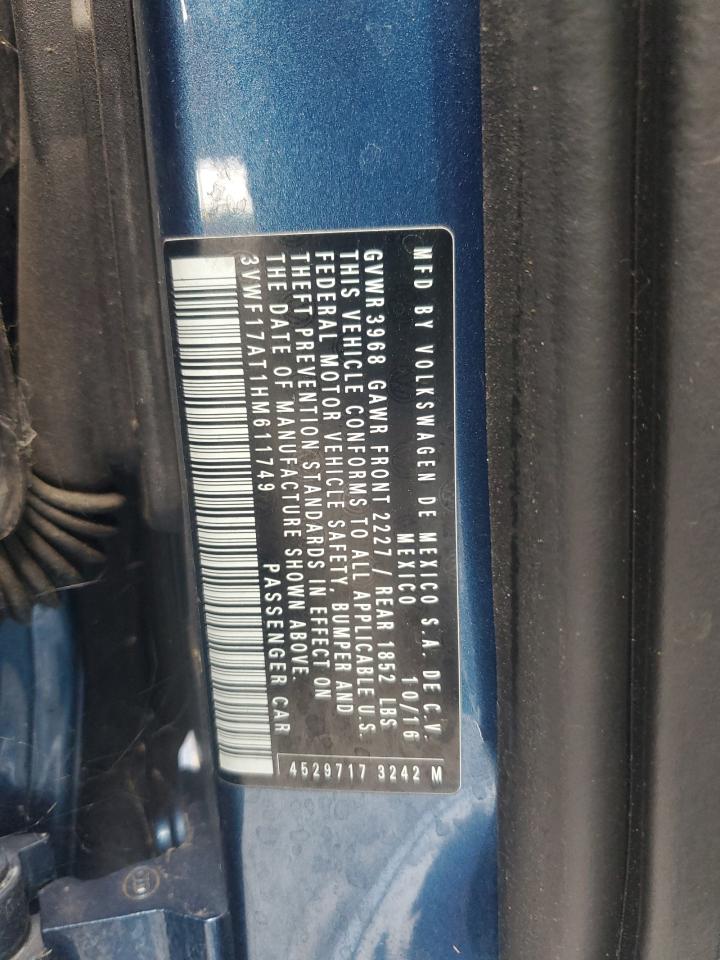 MFD BY VOLKSWAGEN DE MEXICO S.A. DE C.V.
MEXICO 10/16
GVWR 3968 GAWR FRONT 2227 / REAR 1852 LBS
THIS VEHICLE CONFORMS TO ALL APPLICABLE U.S.
FEDERAL MOTOR VEHICLE SAFETY, BUMPER AND
THEFT PREVENTION STANDARDS IN EFFECT ON
THE DATE OF MANUFACTURE SHOWN ABOVE.
3VWF17AT1HM611749 PASSENGER CAR
4529717 3242 M